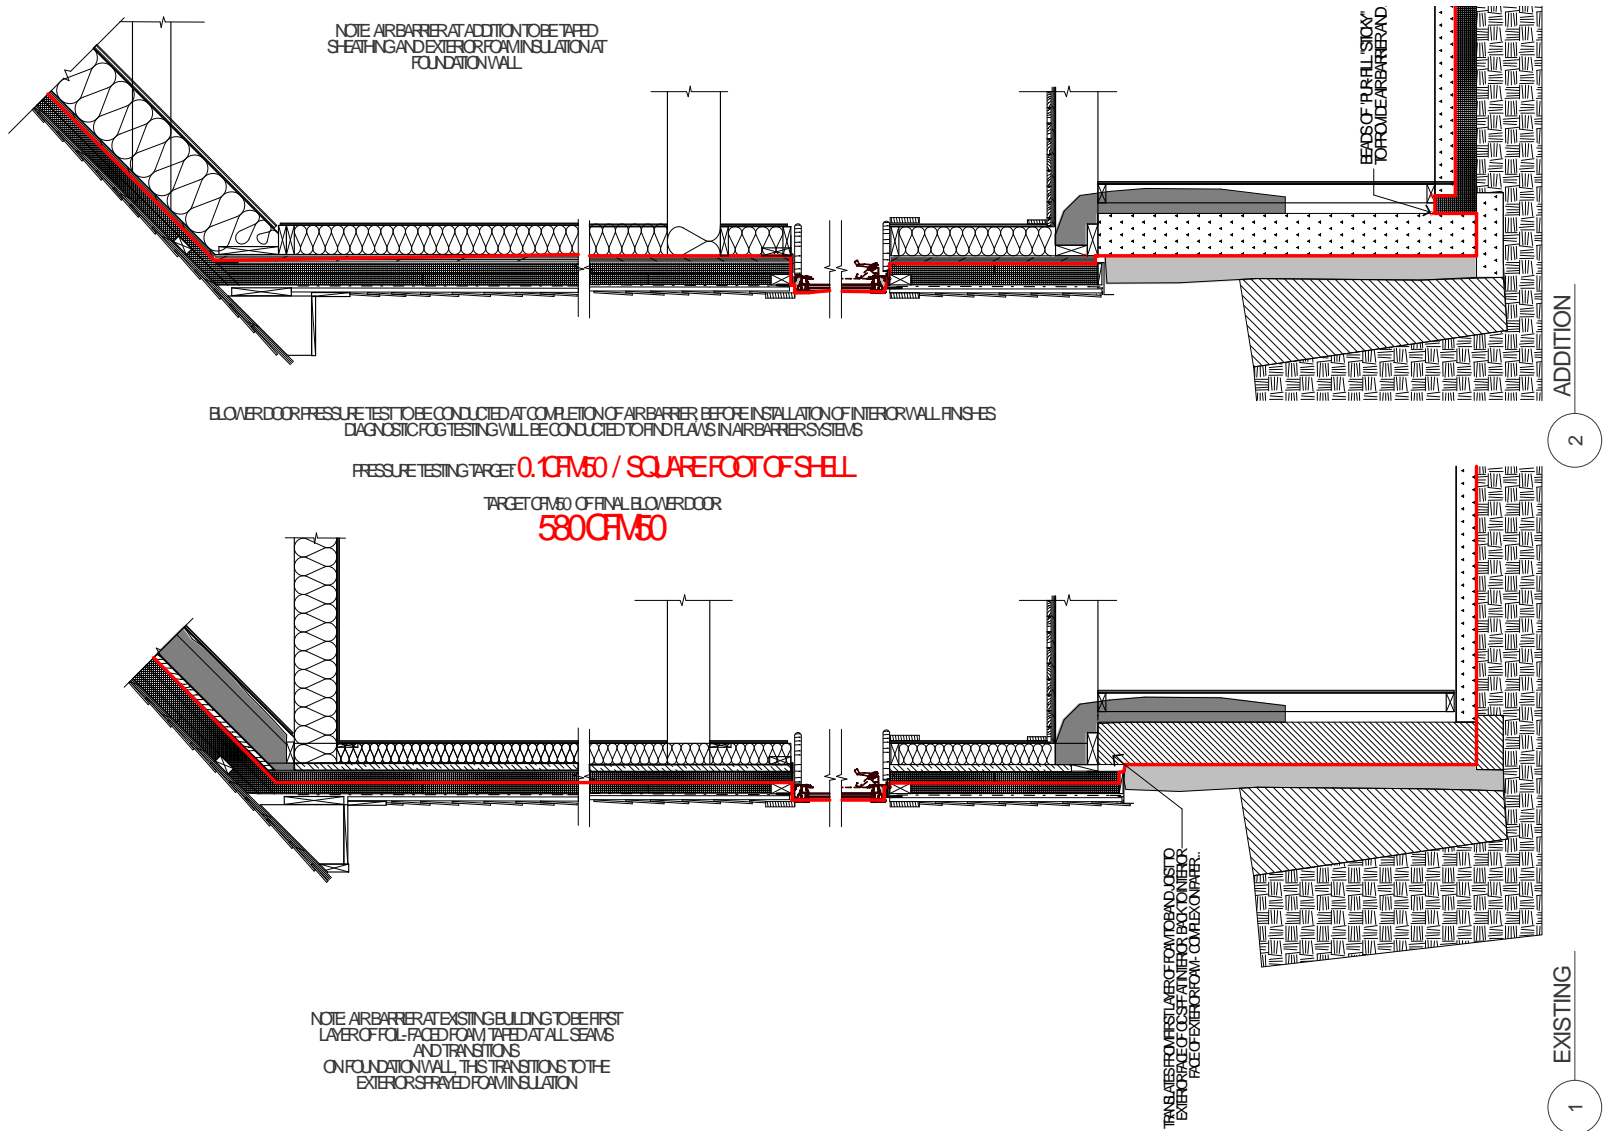 NOTE: AIR BARRIER AT ADDITION TO BE TAPED
SHEATHING AND EXTERIOR FOAM INSULATION AT
FOUNDATION WALL
BEADS OF "PUR FILL 'STICKY"
TO PROVIDE AIR BARRIER AND
ADDITION
2
BLOWER DOOR PRESSURE TEST TO BE CONDUCTED AT COMPLETION OF AIR BARRIER, BEFORE INSTALLATION OF INTERIOR WALL FINISHES
DIAGNOSTIC FOG TESTING WILL BE CONDUCTED TO FIND FLAWS IN AIR BARRIER SYSTEMS
PRESSURE TESTING TARGET: 0.1CFM50 / SQUARE FOOT OF SHELL
TARGET CFM50 OF FINAL BLOWER DOOR
580 CFM50
NOTE: AIR BARRIER AT EXISTING BUILDING TO BE FIRST
LAYER OF FOIL-FACED FOAM, TAPED AT ALL SEAMS
AND TRANSITIONS
ON FOUNDATION WALL, THIS TRANSITIONS TO THE
EXTERIOR SPRAYED FOAM INSULATION
FROM FIRST LAYER OF FOAM TO BAND JOIST TO
EXTERIOR FACE OF CCSPF AT INTERIOR, BACK TO INTERIOR
FACE OF EXTERIOR FOAM - COMPLEX ON PAPER...
EXISTING
1